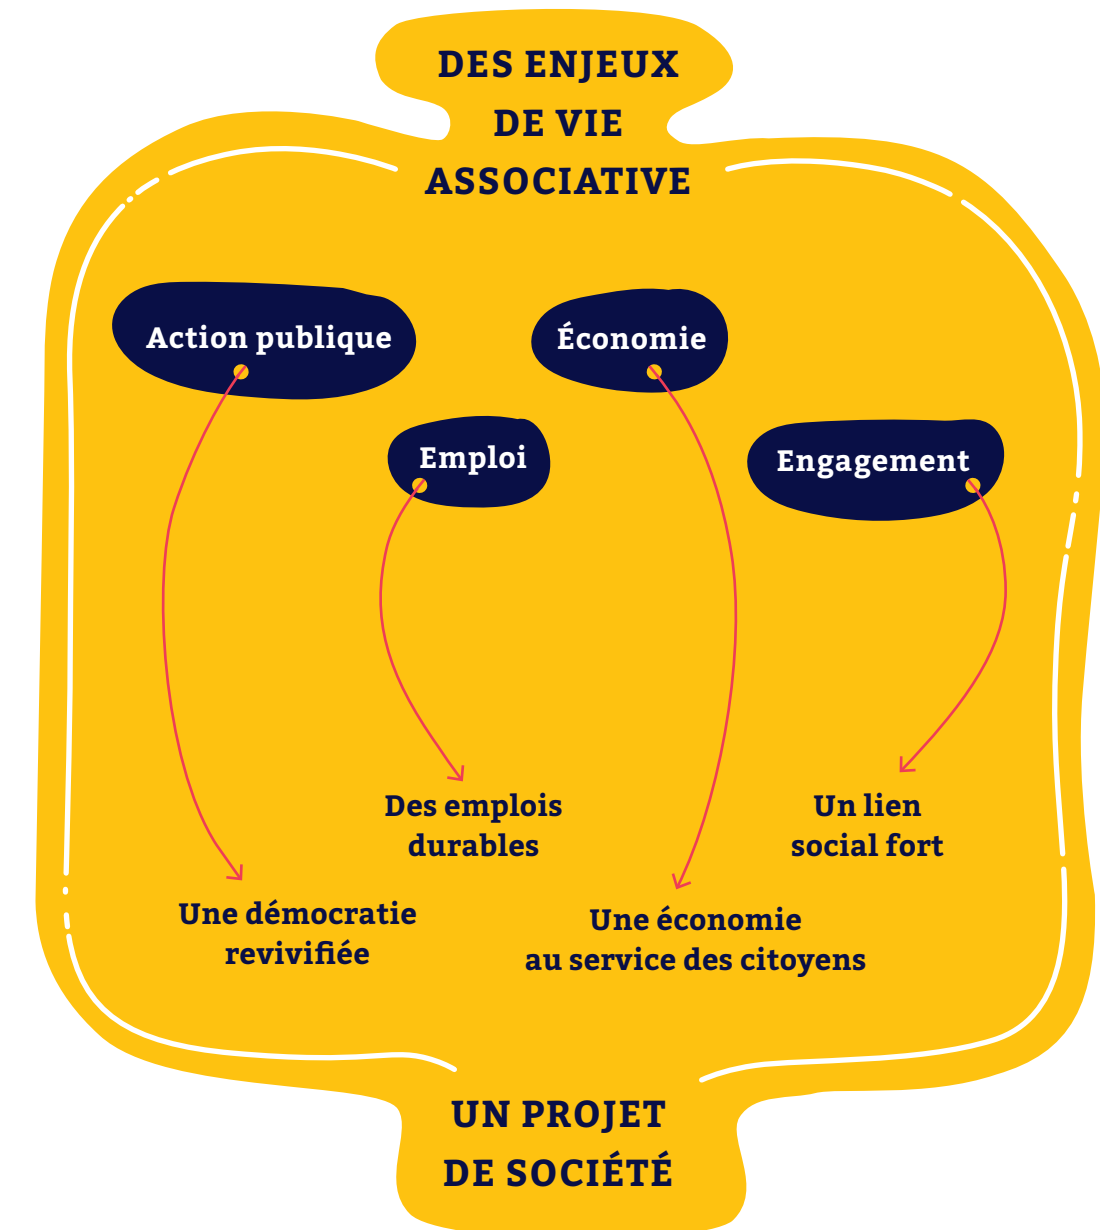 DES ENJEUX
DE VIE
ASSOCIATIVE
Action publique
Économie
Emploi
Engagement
Des emplois
durables
Un lien
social fort
Une démocratie
revivifiée
Une économie
au service des citoyens
UN PROJET
DE SOCIÉTÉ